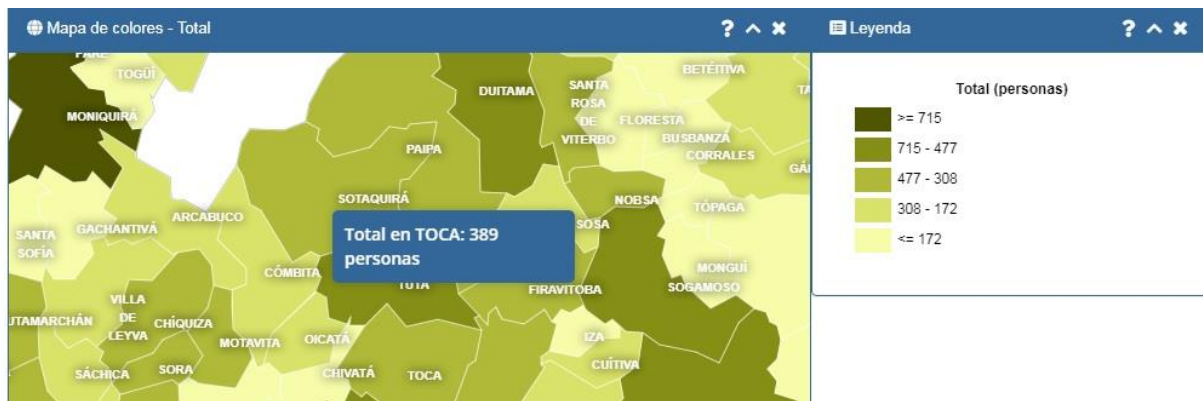 Mapa de colores - Total
Leyenda
TOGÜÍ
BETÉITIVA
MONIQUIRÁ
DUITAMA
SANTA
ROSA
DE
VITERBO
FLORESTA
BUSBANZÁ
CORRALES
PAIPA
SOTAQUIRÁ
NOBSA
TÓPAGA
SANTA
SOFÍA
GACHANTIVÁ
ARCABUCO
SOSA
Total en TOCA: 389
personas
CÓMBITA
TUTA
FIRAVITOBA
MONGUÍ
SOGAMOSO
VILLA
DE
LEYVA
UTAMARCHÁN
CHÍQUIZA
MOTAVITA
OICATÁ
IZA
CUÍTIVA
SÁCHICA
SORA
CHIVATÁ
TOCA
Total (personas)
>= 715
715 - 477
477 - 308
308 - 172
<= 172